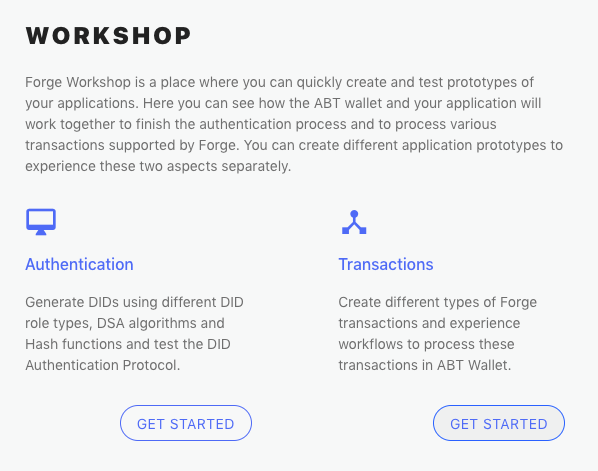 WORKSHOP
Forge Workshop is a place where you can quickly create and test prototypes of
your applications. Here you can see how the ABT wallet and your application will
work together to finish the authentication process and to process various
transactions supported by Forge. You can create different application prototypes to
experience these two aspects separately.
Authentication
Generate DIDs using different DID
role types, DSA algorithms and
Hash functions and test the DID
Authentication Protocol.
GET STARTED
Transactions
Create different types of Forge
transactions and experience
workflows to process these
transactions in ABT Wallet.
GET STARTED